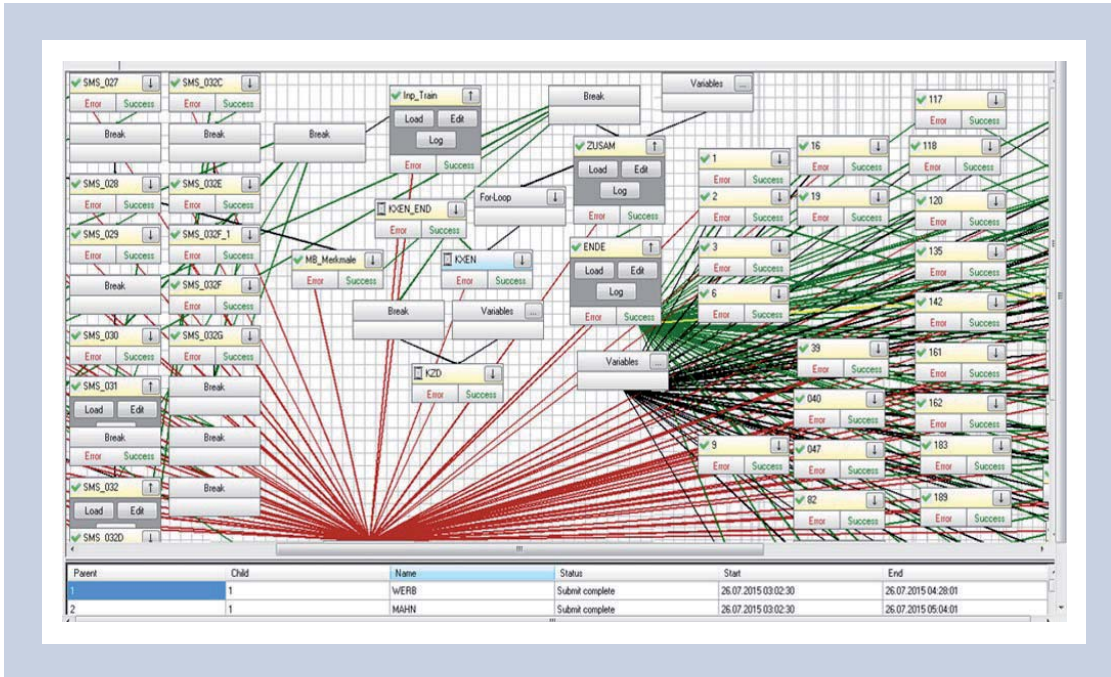 SMS_027
Error Success
Break
SMS_028
Error Success
SMS_029
Error Success
Break
SMS_030
Error Success
SMS_031
Load Edit
Break
Error Success
SMS_032
Load Edit
SMS 032D
SMS_032C
Error Success
Break
SMS_032E
Error Success
SMS_032F_1
Error Success
SMS_032F
Error Success
SMS_032G
Error Success
Break
Break
Break
Break
Inp_Train
Load Edit
Log
Error Success
KXEN_END
Error Success
MB_Merkmale
Error Success
For-Loop
KXEN
Error Success
Break
Variables ...
KZD
Error Success
Break
Variables ...
ZUSAM
Load Edit
Log
Error Success
ENDE
Load Edit
Log
Error Success
Variables ...
1
Error Success
2
Error Success
3
Error Success
6
Error Success
9
Error Success
16
Error Success
19
Error Success
39
Error Success
040
Error Success
047
Error Success
82
Error Success
117
Error Success
118
Error Success
120
Error Success
135
Error Success
142
Error Success
161
Error Success
162
Error Success
183
Error Success
189
Error Success
Parent Child Name Status Start End
1 1 WERB Submit complete 26.07.2015 03:02:30 26.07.2015 04:28:01
2 1 MAHN Submit complete 26.07.2015 03:02:30 26.07.2015 05:04:01